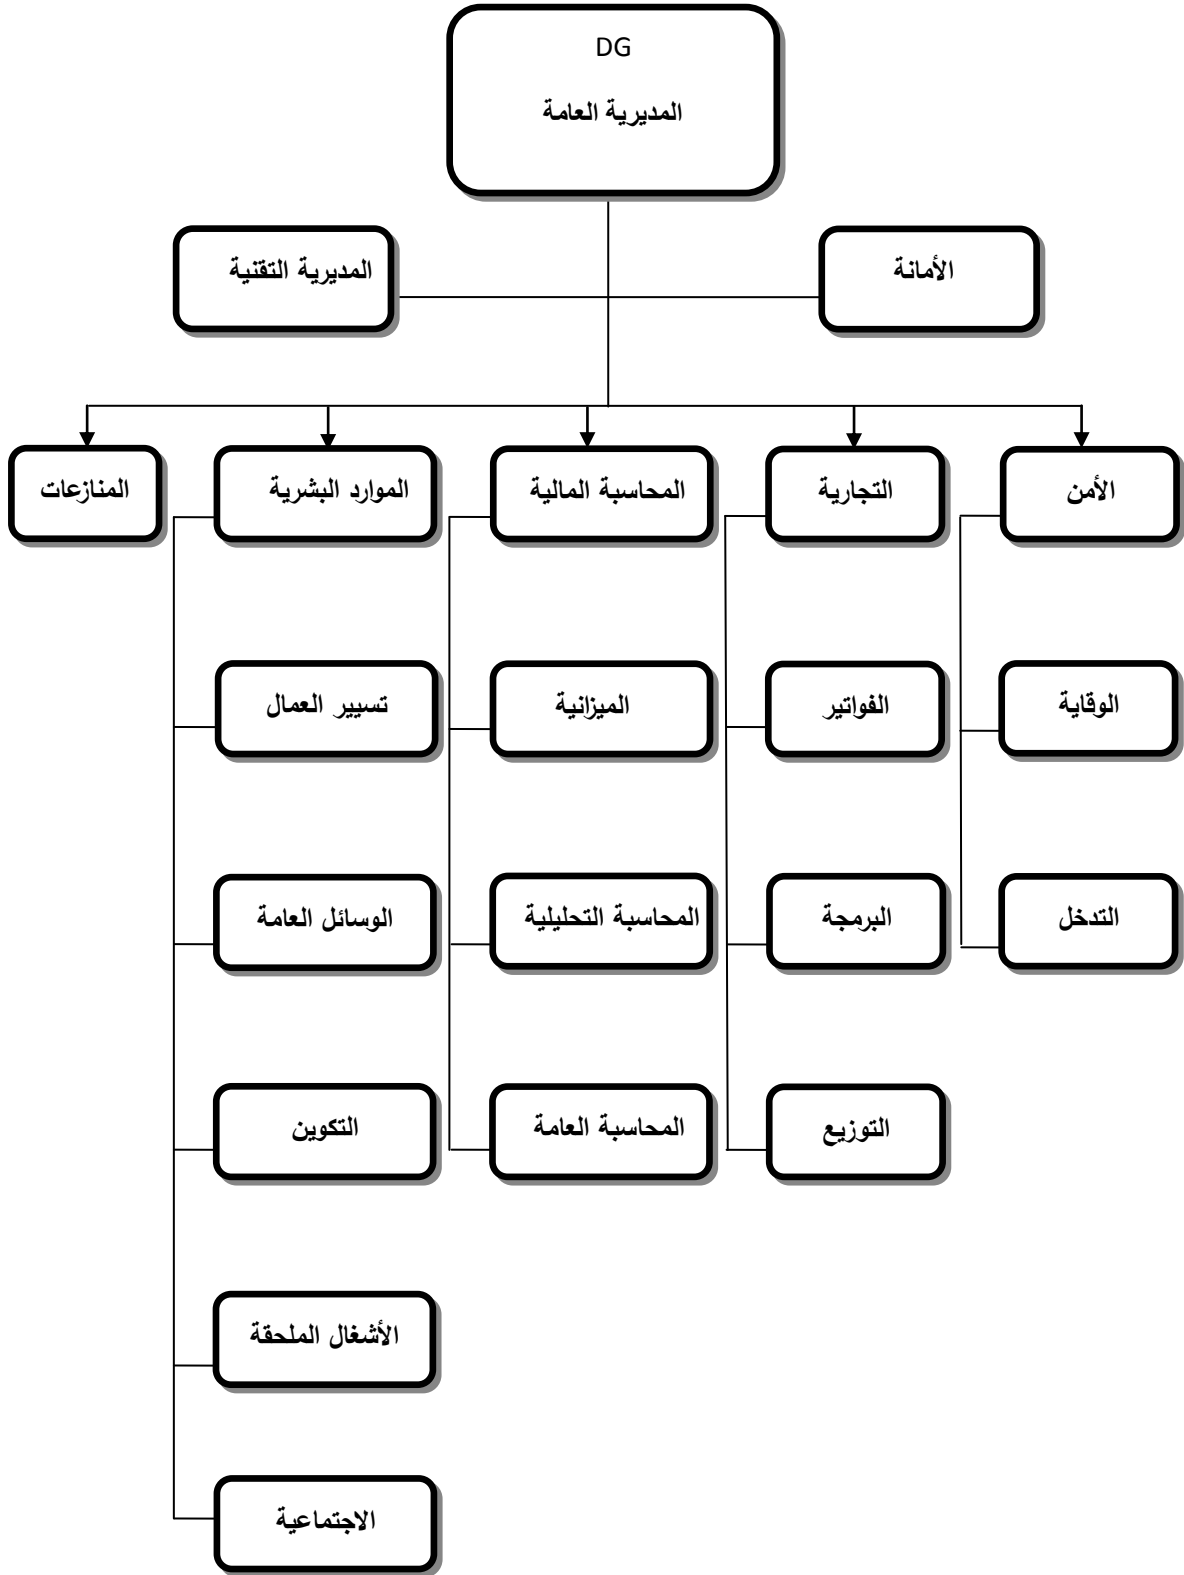 DG
المديرية العامة
الأمانة
المديرية التقنية
الأمن
التجارية
المحاسبة المالية
الموارد البشرية
المنازعات
الوقاية
الفواتير
الميزانية
تسيير العمال
التدخل
البرمجة
المحاسبة التحليلية
الوسائل العامة
التوزيع
المحاسبة العامة
التكوين
الأشغال الملحقة
الاجتماعية